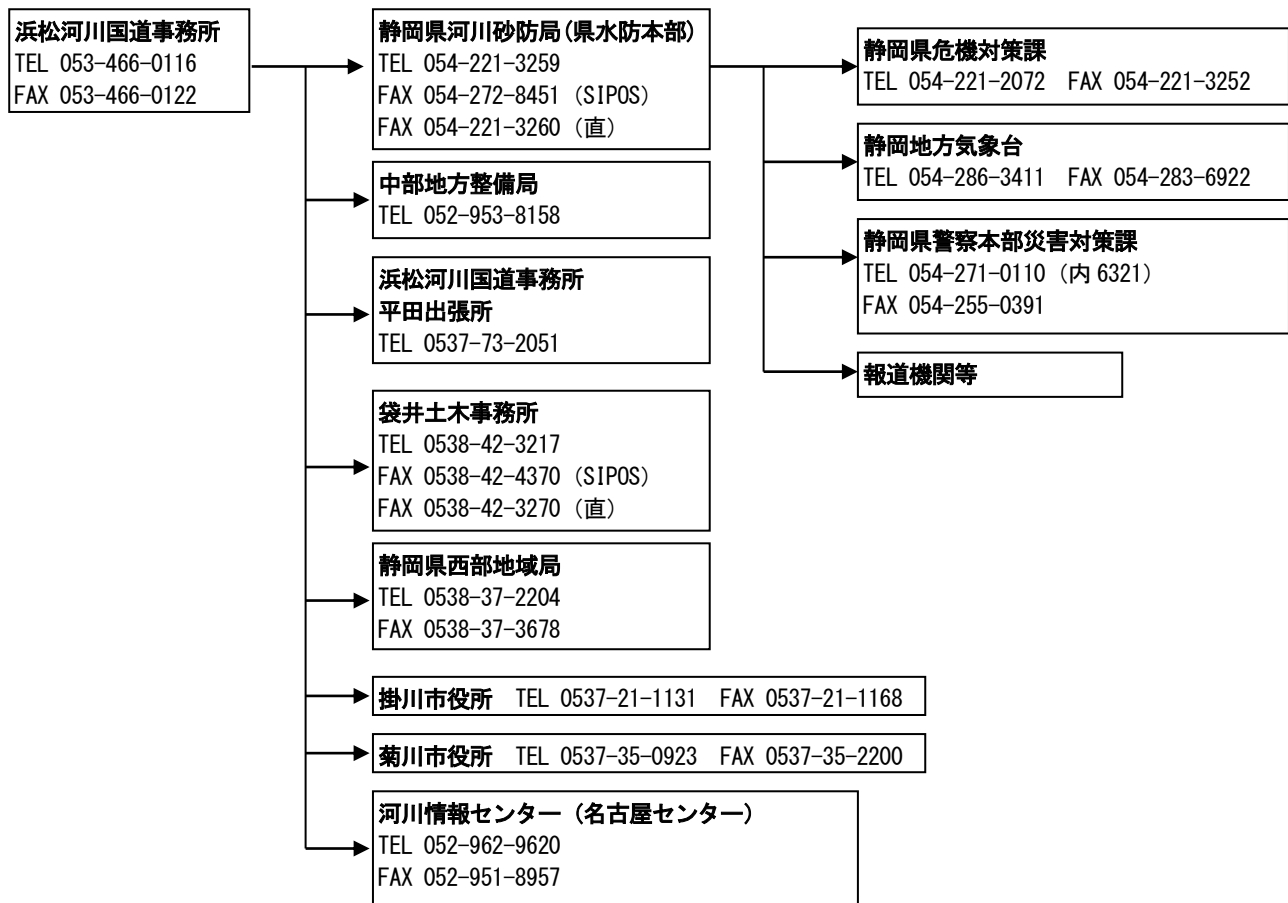 浜松河川国道事務所
TEL 053-466-0116
FAX 053-466-0122
静岡県河川砂防局(県水防本部)
TEL 054-221-3259
FAX 054-272-8451 (SIPOS)
FAX 054-221-3260 (直)
中部地方整備局
TEL 052-953-8158
浜松河川国道事務所
平田出張所
TEL 0537-73-2051
袋井土木事務所
TEL 0538-42-3217
FAX 0538-42-4370 (SIPOS)
FAX 0538-42-3270 (直)
静岡県西部地域局
TEL 0538-37-2204
FAX 0538-37-3678
掛川市役所 TEL 0537-21-1131 FAX 0537-21-1168
菊川市役所 TEL 0537-35-0923 FAX 0537-35-2200
河川情報センター (名古屋センター)
TEL 052-962-9620
FAX 052-951-8957
静岡県危機対策課
TEL 054-221-2072 FAX 054-221-3252
静岡地方気象台
TEL 054-286-3411 FAX 054-283-6922
静岡県警察本部災害対策課
TEL 054-271-0110 (内 6321)
FAX 054-255-0391
報道機関等